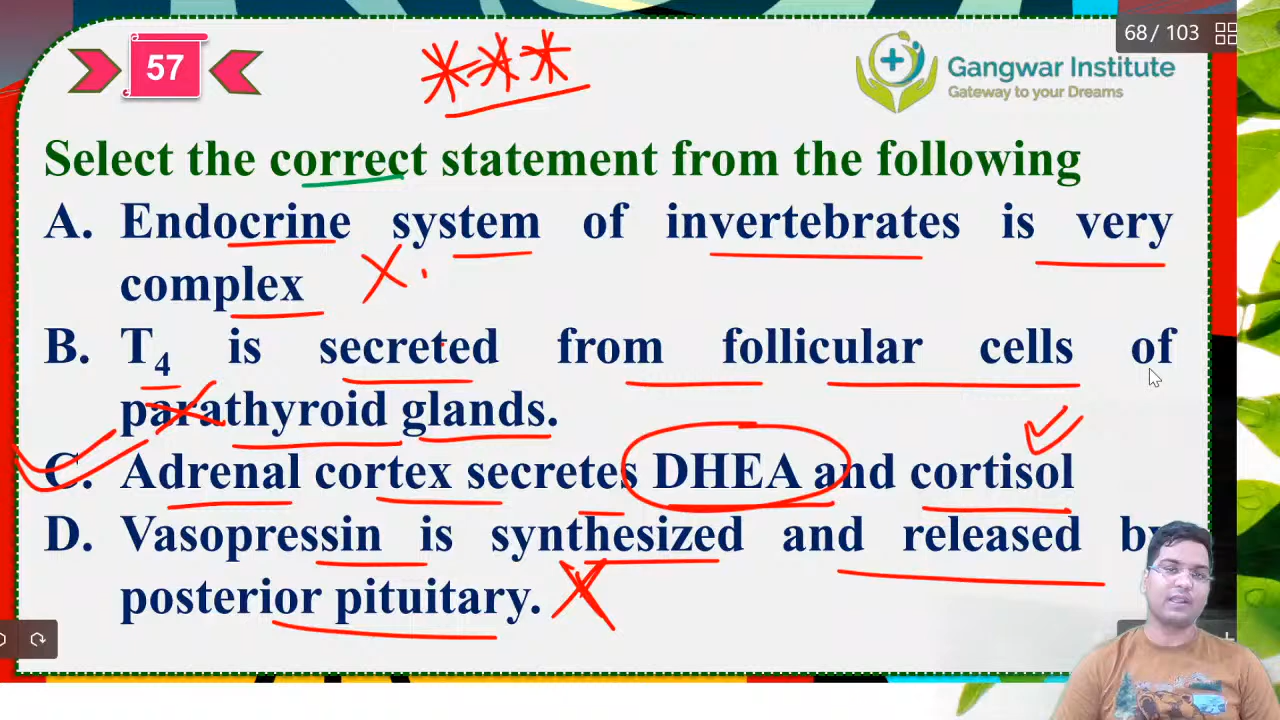 68 / 103
57
Gangwar Institute
Gateway to your Dreams
Select the correct statement from the following
A. Endocrine system of invertebrates is very
complex
B. T4 is secreted from follicular cells of
parathyroid glands.
C. Adrenal cortex secretes DHEA and cortisol
D. Vasopressin is synthesized and released
posterior pituitary.